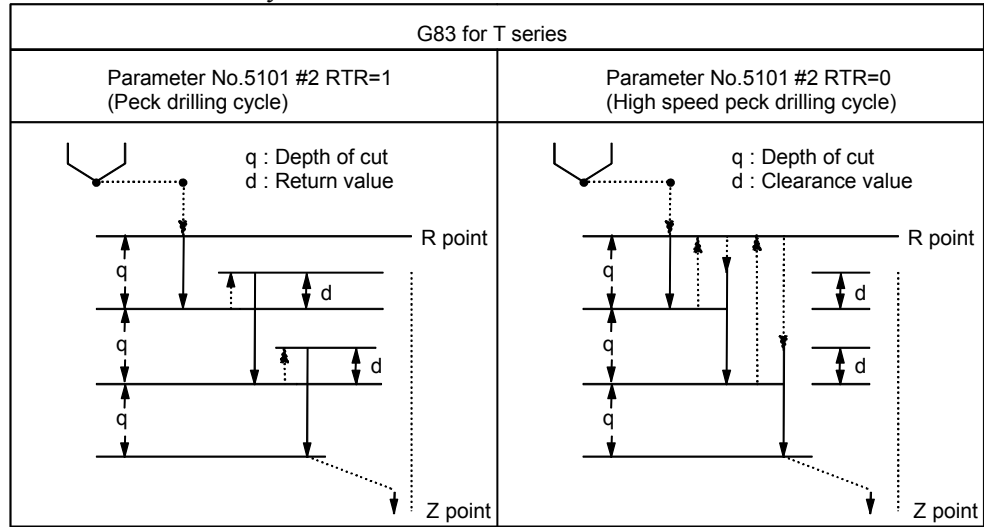 G83 for T series
Parameter No.5101 #2 RTR=1
(Peck drilling cycle)
Parameter No.5101 #2 RTR=0
(High speed peck drilling cycle)
q : Depth of cut
d : Return value
R point
q
d
q
d
q
Z point
q : Depth of cut
d : Clearance value
R point
q
d
q
d
q
Z point